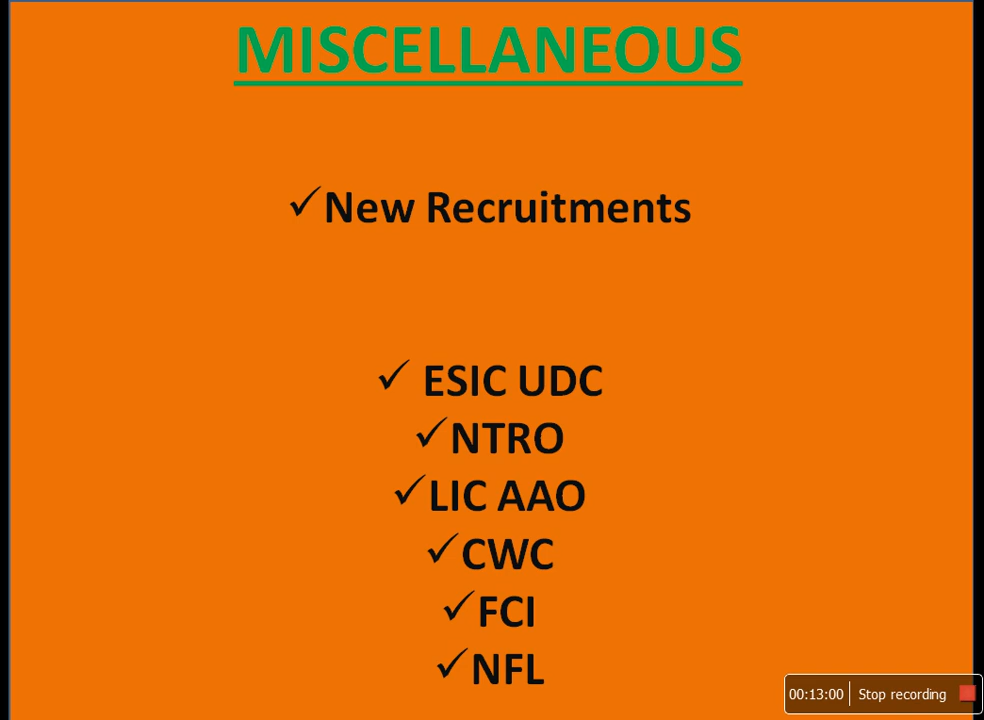 MISCELLANEOUS
✓New Recruitments
✓ ESIC UDC
✓NTRO
✓LIC AAO
✓CWC
✓FCI
✓NFL
00:13:00 Stop recording